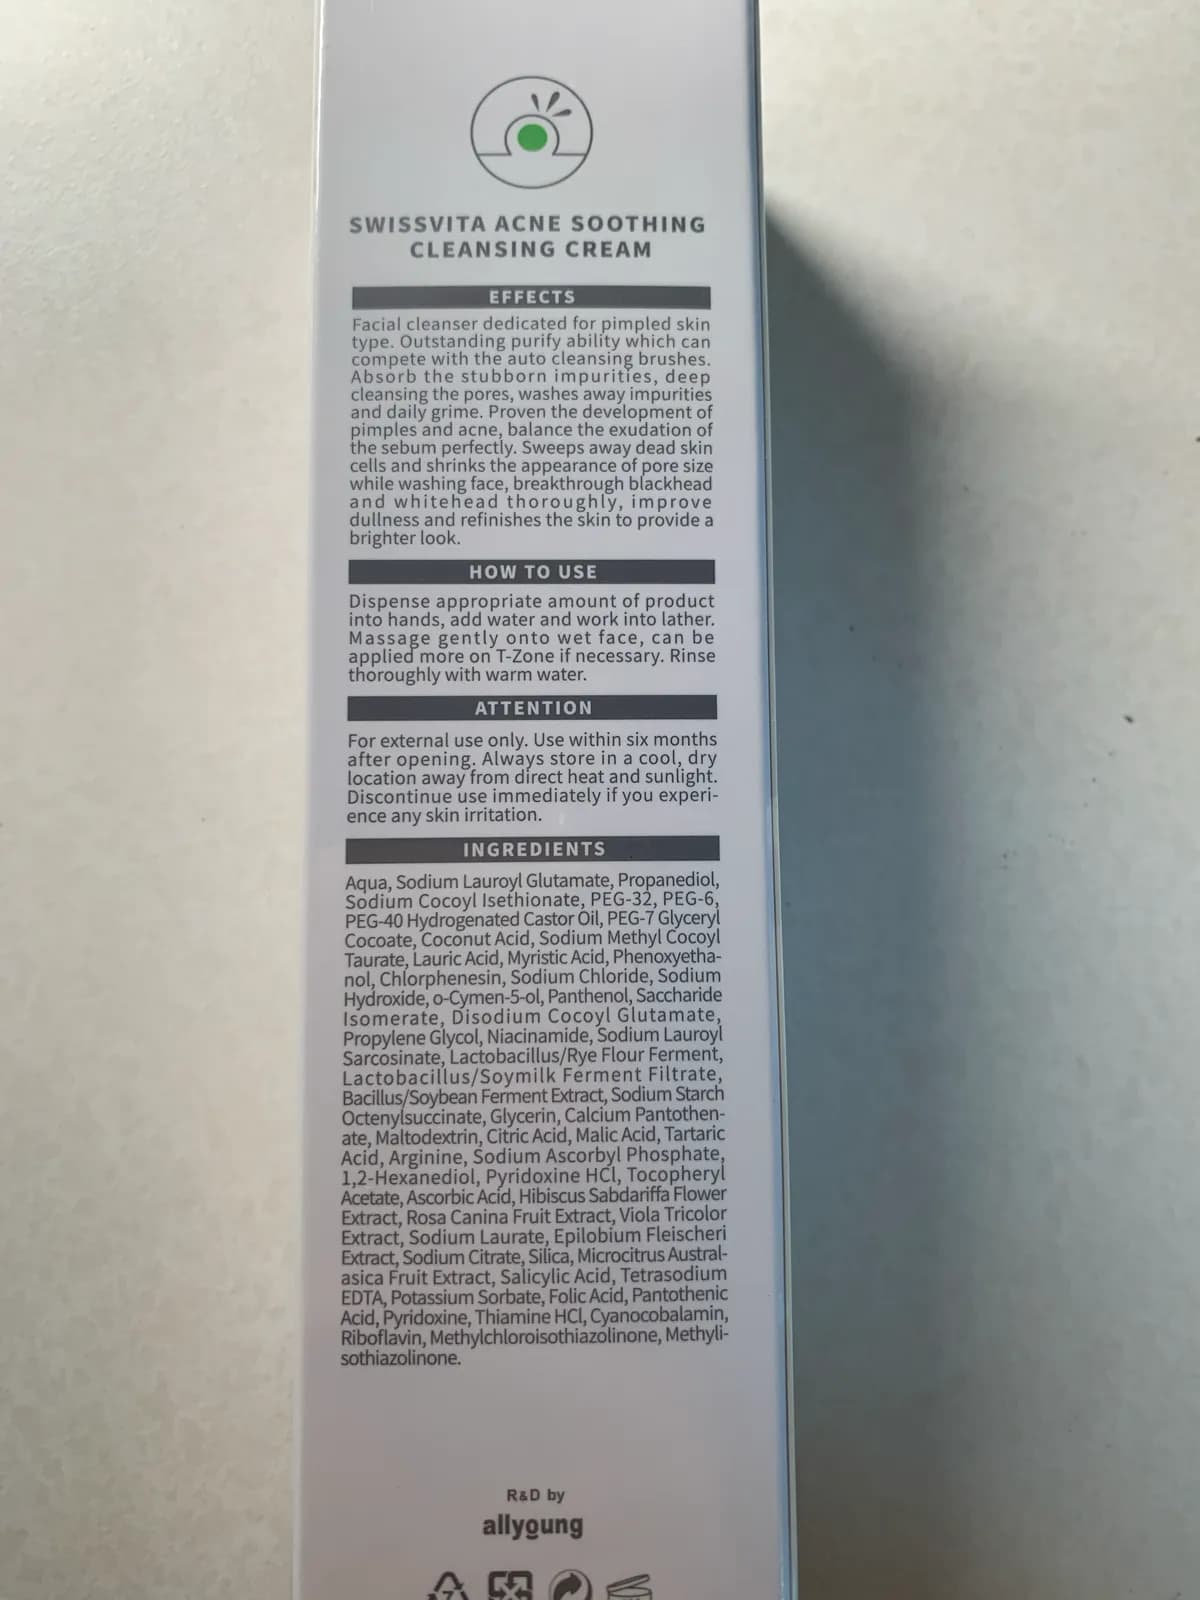 SWISSVITA ACNE SOOTHING
CLEANSING CREAM
EFFECTS
Facial cleanser dedicated for pimpled skin
type. Outstanding purify ability which can
compete with the auto cleansing brushes.
Absorb the stubborn impurities, deep
cleansing the pores, washes away impurities
and daily grime. Proven the development of
pimples and acne, balance the exudation of
the sebum perfectly. Sweeps away dead skin
cells and shrinks the appearance of pore size
while washing face, breakthrough blackhead
and whitehead thoroughly, improve
dullness and refinishes the skin to provide a
brighter look.
HOW TO USE
Dispense appropriate amount of product
into hands, add water and work into lather.
Massage gently onto wet face, can be
applied more on T-Zone if necessary. Rinse
thoroughly with warm water.
ATTENTION
For external use only. Use within six months
after opening. Always store in a cool, dry
location away from direct heat and sunlight.
Discontinue use immediately if you experi-
ence any skin irritation.
INGREDIENTS
Aqua, Sodium Lauroyl Glutamate, Propanediol,
Sodium Cocoyl Isethionate, PEG-32, PEG-6,
PEG-40 Hydrogenated Castor Oil, PEG-7 Glyceryl
Cocoate, Coconut Acid, Sodium Methyl Cocoyl
Taurate, Lauric Acid, Myristic Acid, Phenoxyetha-
nol, Chlorphenesin, Sodium Chloride, Sodium
Hydroxide, o-Cymen-5-ol, Panthenol, Saccharide
Isomerate, Disodium Cocoyl Glutamate,
Propylene Glycol, Niacinamide, Sodium Lauroyl
Sarcosinate, Lactobacillus/Rye Flour Ferment,
Lactobacillus/Soymilk Ferment Filtrate,
Bacillus/Soybean Ferment Extract, Sodium Starch
Octenylsuccinate, Glycerin, Calcium Pantothen-
ate, Maltodextrin, Citric Acid, Malic Acid, Tartaric
Acid, Arginine, Sodium Ascorbyl Phosphate,
1,2-Hexanediol, Pyridoxine HCl, Tocopheryl
Acetate, Ascorbic Acid, Hibiscus Sabdariffa Flower
Extract, Rosa Canina Fruit Extract, Viola Tricolor
Extract, Sodium Laurate, Epilobium Fleischeri
Extract, Sodium Citrate, Silica, Microcitrus Austral-
asica Fruit Extract, Salicylic Acid, Tetrasodium
EDTA, Potassium Sorbate, Folic Acid, Pantothenic
Acid, Pyridoxine, Thiamine HCl, Cyanocobalamin,
Riboflavin, Methylchloroisothiazolinone, Methyli-
sothiazolinone.
R&D by
allyoung
7